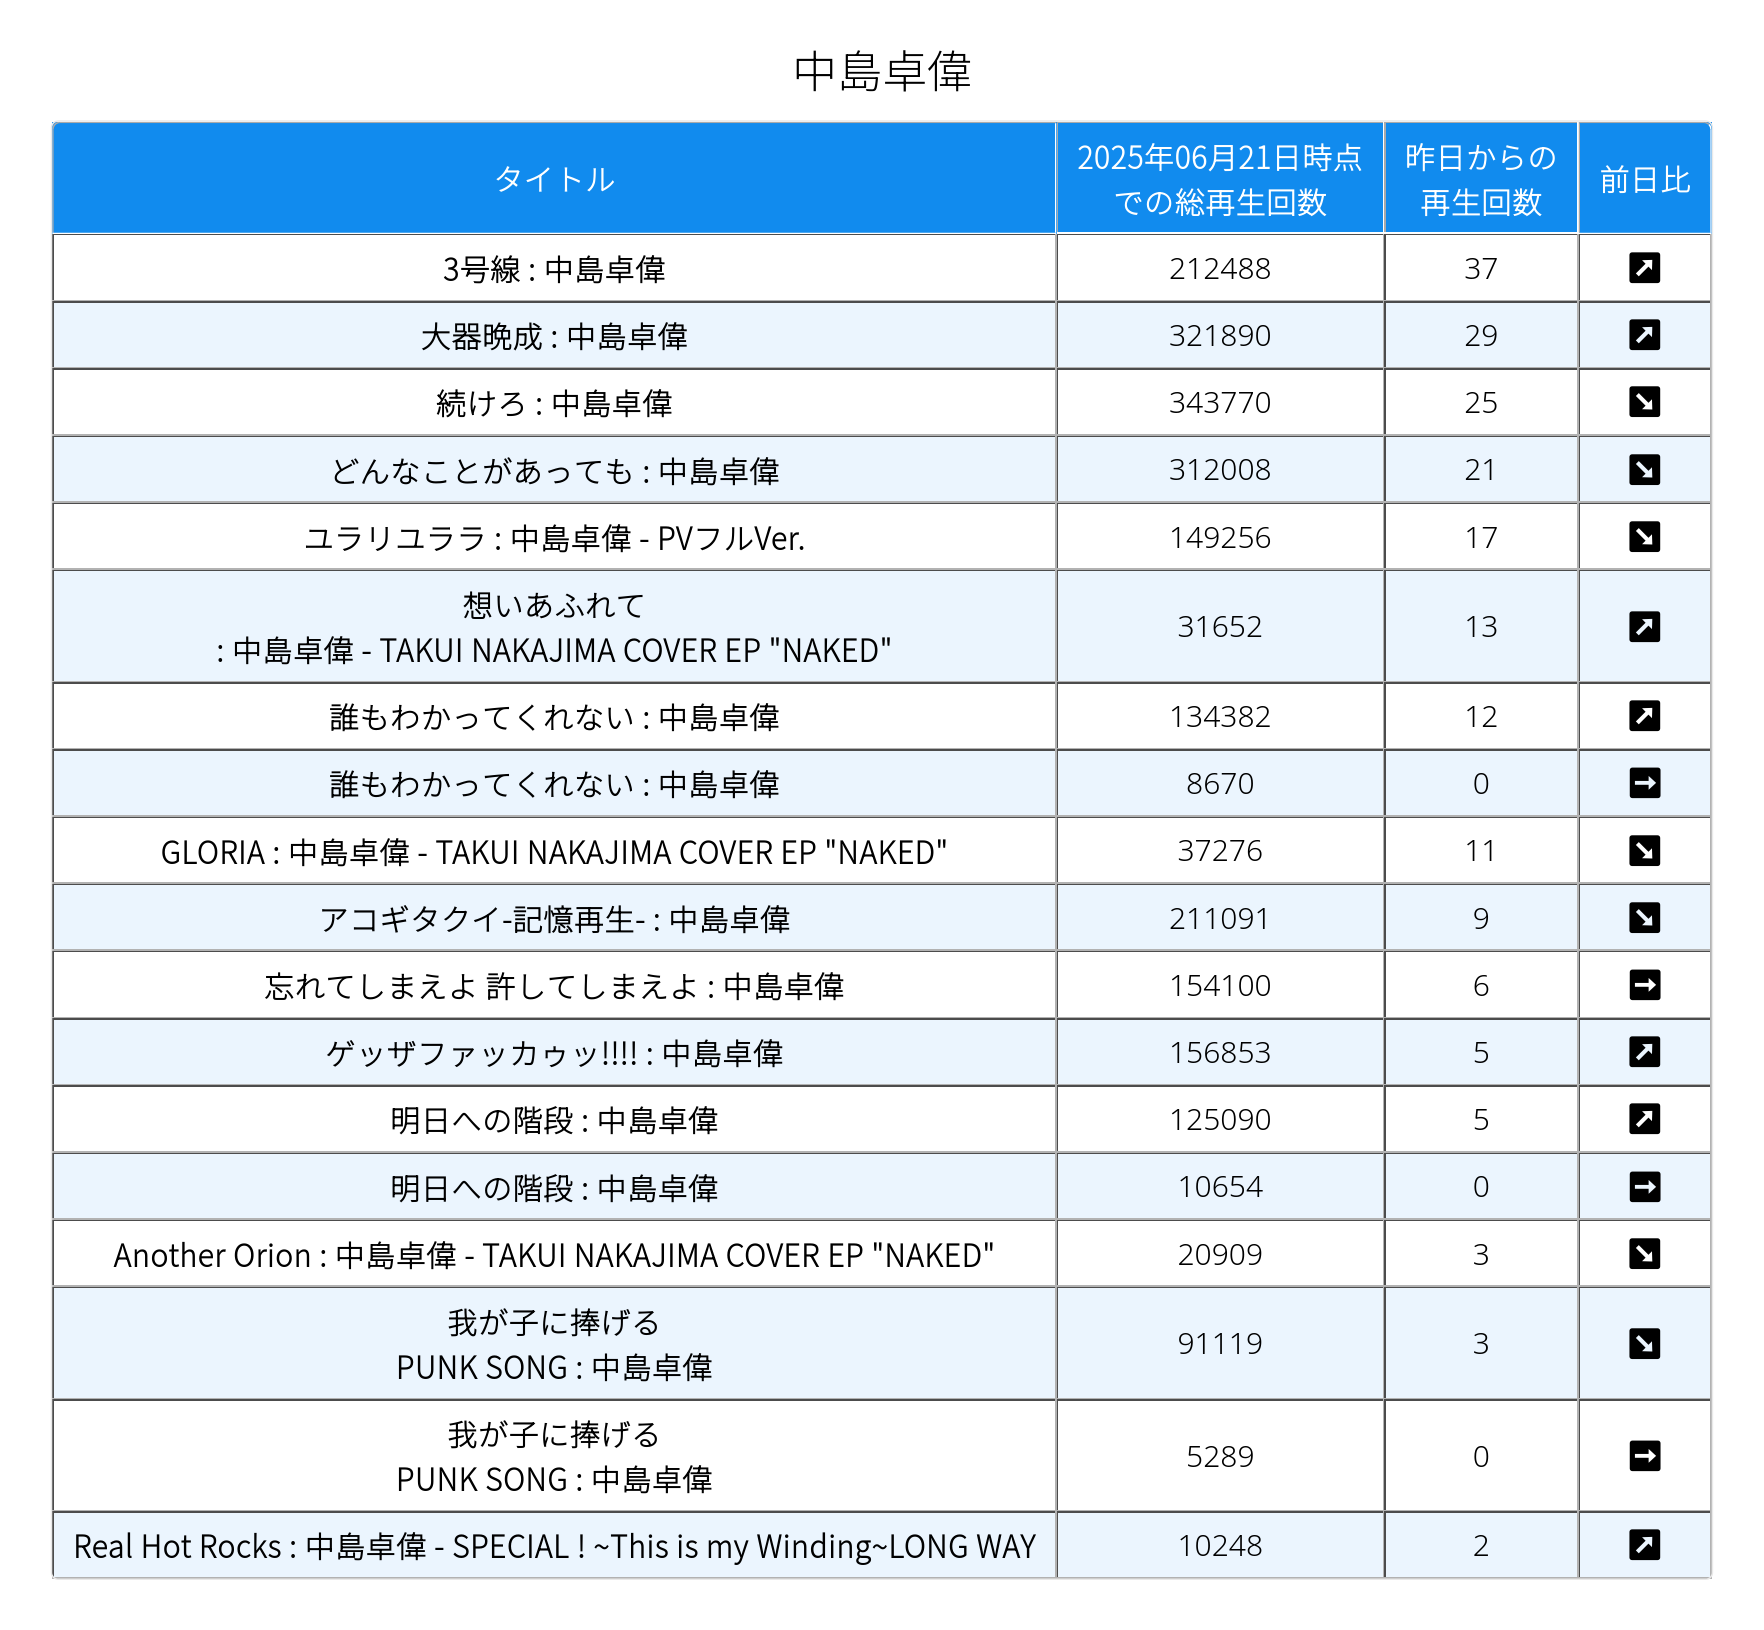 中島卓偉
タイトル
2025年06月21日時点
での総再生回数
昨日からの
再生回数
前日比
3号線 : 中島卓偉 212488 37 ↗
大器晩成 : 中島卓偉 321890 29 ↗
続けろ : 中島卓偉 343770 25 ↘
どんなことがあっても : 中島卓偉 312008 21 ↘
ユラリユララ : 中島卓偉 - PVフルVer. 149256 17 ↘
想いあふれて
: 中島卓偉 - TAKUI NAKAJIMA COVER EP "NAKED" 31652 13 ↗
誰もわかってくれない : 中島卓偉 134382 12 ↗
誰もわかってくれない : 中島卓偉 8670 0 →
GLORIA : 中島卓偉 - TAKUI NAKAJIMA COVER EP "NAKED" 37276 11 ↘
アコギタクイ-記憶再生- : 中島卓偉 211091 9 ↘
忘れてしまえよ 許してしまえよ : 中島卓偉 154100 6 →
ゲッザファッカゥッ!!!! : 中島卓偉 156853 5 ↗
明日への階段 : 中島卓偉 125090 5 ↗
明日への階段 : 中島卓偉 10654 0 →
Another Orion : 中島卓偉 - TAKUI NAKAJIMA COVER EP "NAKED" 20909 3 ↘
我が子に捧げる
PUNK SONG : 中島卓偉 91119 3 ↘
我が子に捧げる
PUNK SONG : 中島卓偉 5289 0 →
Real Hot Rocks : 中島卓偉 - SPECIAL ! ~This is my Winding~LONG WAY 10248 2 ↗